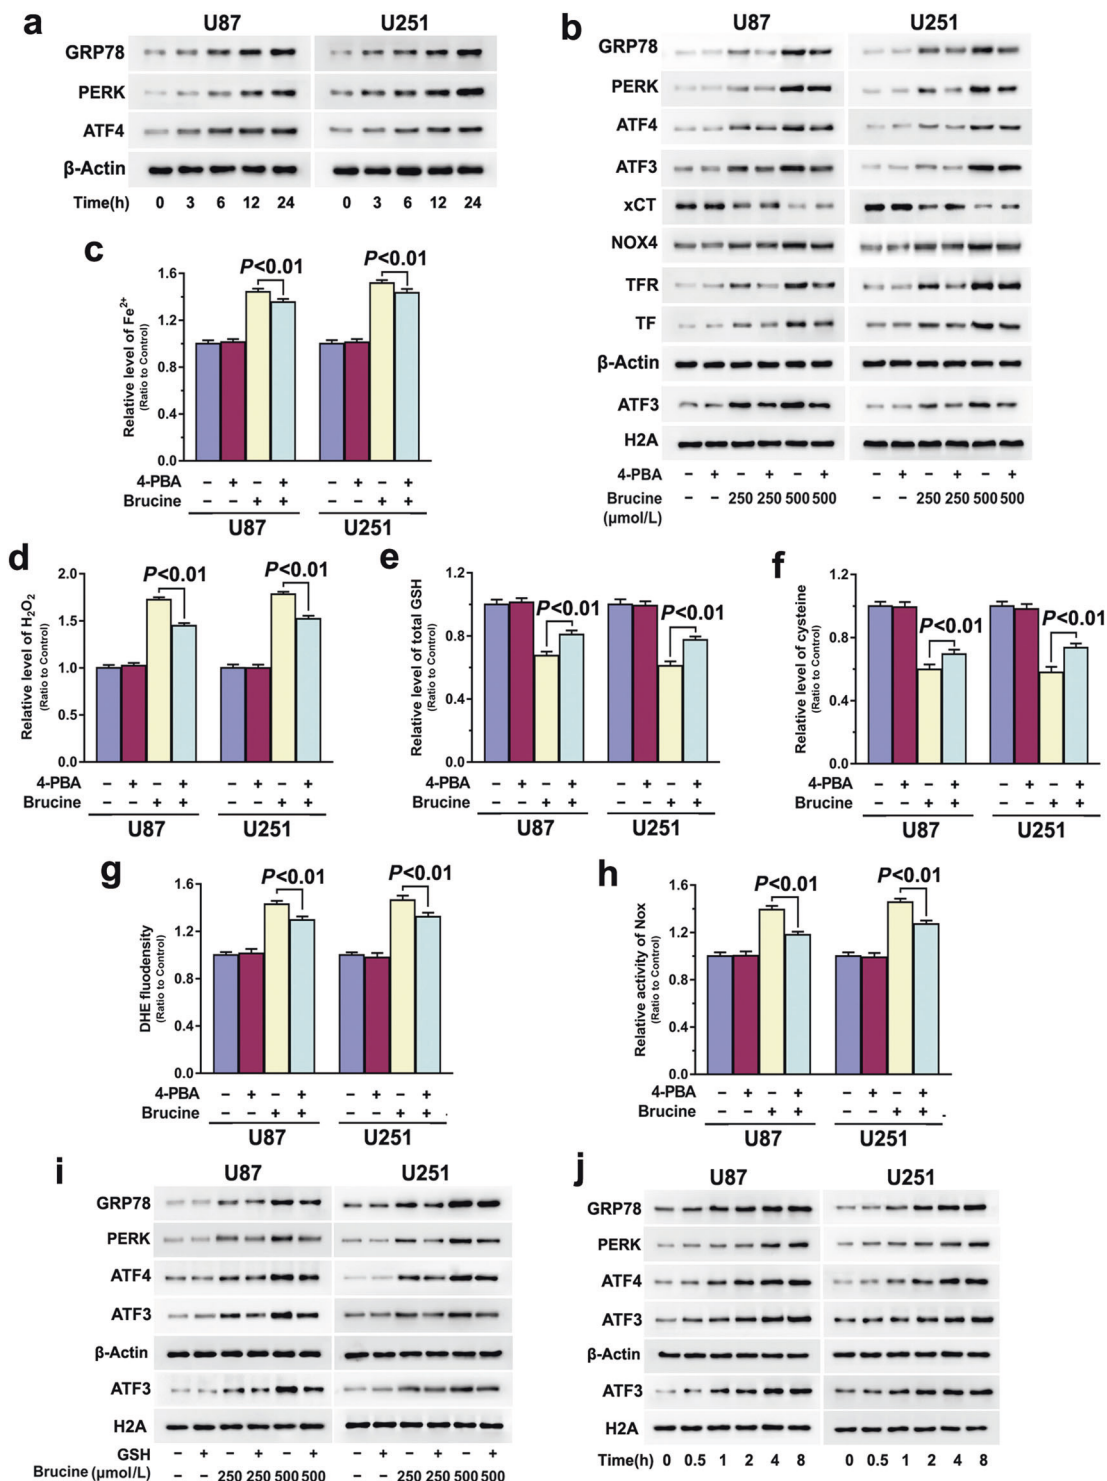 a
U87 U251
GRP78
PERK
ATF4
β-Actin
Time(h) 0 3 6 12 24 0 3 6 12 24
b
U87 U251
GRP78
PERK
ATF4
ATF3
xCT
NOX4
TFR
TF
β-Actin
ATF3
H2A
4-PBA – + – + – + – + – + – +
Brucine – – 250 250 500 500 – – 250 250 500 500
(μmol/L)
c
Relative level of Fe²⁺
(Ratio to Control)
1.6
1.2
0.8
0.4
0.0
P<0.01 P<0.01
4-PBA – + – + – + – +
Brucine – – + + – – + +
U87 U251
d
Relative level of H₂O₂
(Ratio to Control)
2.0
1.5
1.0
0.5
0.0
P<0.01 P<0.01
4-PBA – + – + – + – +
Brucine – – + + – – + +
U87 U251
e
Relative level of total GSH
(Ratio to Control)
1.2
0.8
0.4
0.0
P<0.01 P<0.01
4-PBA – + – + – + – +
Brucine – – + + – – + +
U87 U251
f
Relative level of cysteine
(Ratio to Control)
1.2
0.8
0.4
0.0
P<0.01 P<0.01
4-PBA – + – + – + – +
Brucine – – + + – – + +
U87 U251
g
DHE fluodensity
(Ratio to Control)
1.6
1.2
0.8
0.4
0.0
P<0.01 P<0.01
4-PBA – + – + – + – +
Brucine – – + + – – + +
U87 U251
h
Relative activity of Nox
(Ratio to Control)
1.6
1.2
0.8
0.4
0.0
P<0.01 P<0.01
4-PBA – + – + – + – +
Brucine – – + + – – + +
U87 U251
i
U87 U251
GRP78
PERK
ATF4
ATF3
β-Actin
ATF3
H2A
GSH – + – + – + – + – + – +
Brucine (μmol/L) – – 250 250 500 500 – – 250 250 500 500
j
U87 U251
GRP78
PERK
ATF4
ATF3
β-Actin
ATF3
H2A
Time(h) 0 0.5 1 2 4 8 0 0.5 1 2 4 8